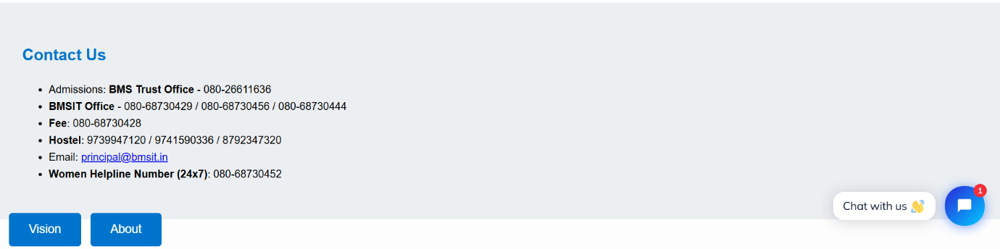 Contact Us
Admissions: BMS Trust Office - 080-26611636
BMSIT Office - 080-68730429 / 080-68730456 / 080-68730444
Fee: 080-68730428
Hostel: 9739947120 / 9741590336 / 8792347320
Email: principal@bmsit.in
Women Helpline Number (24x7): 080-68730452
1
Chat with us 👋
Vision
About